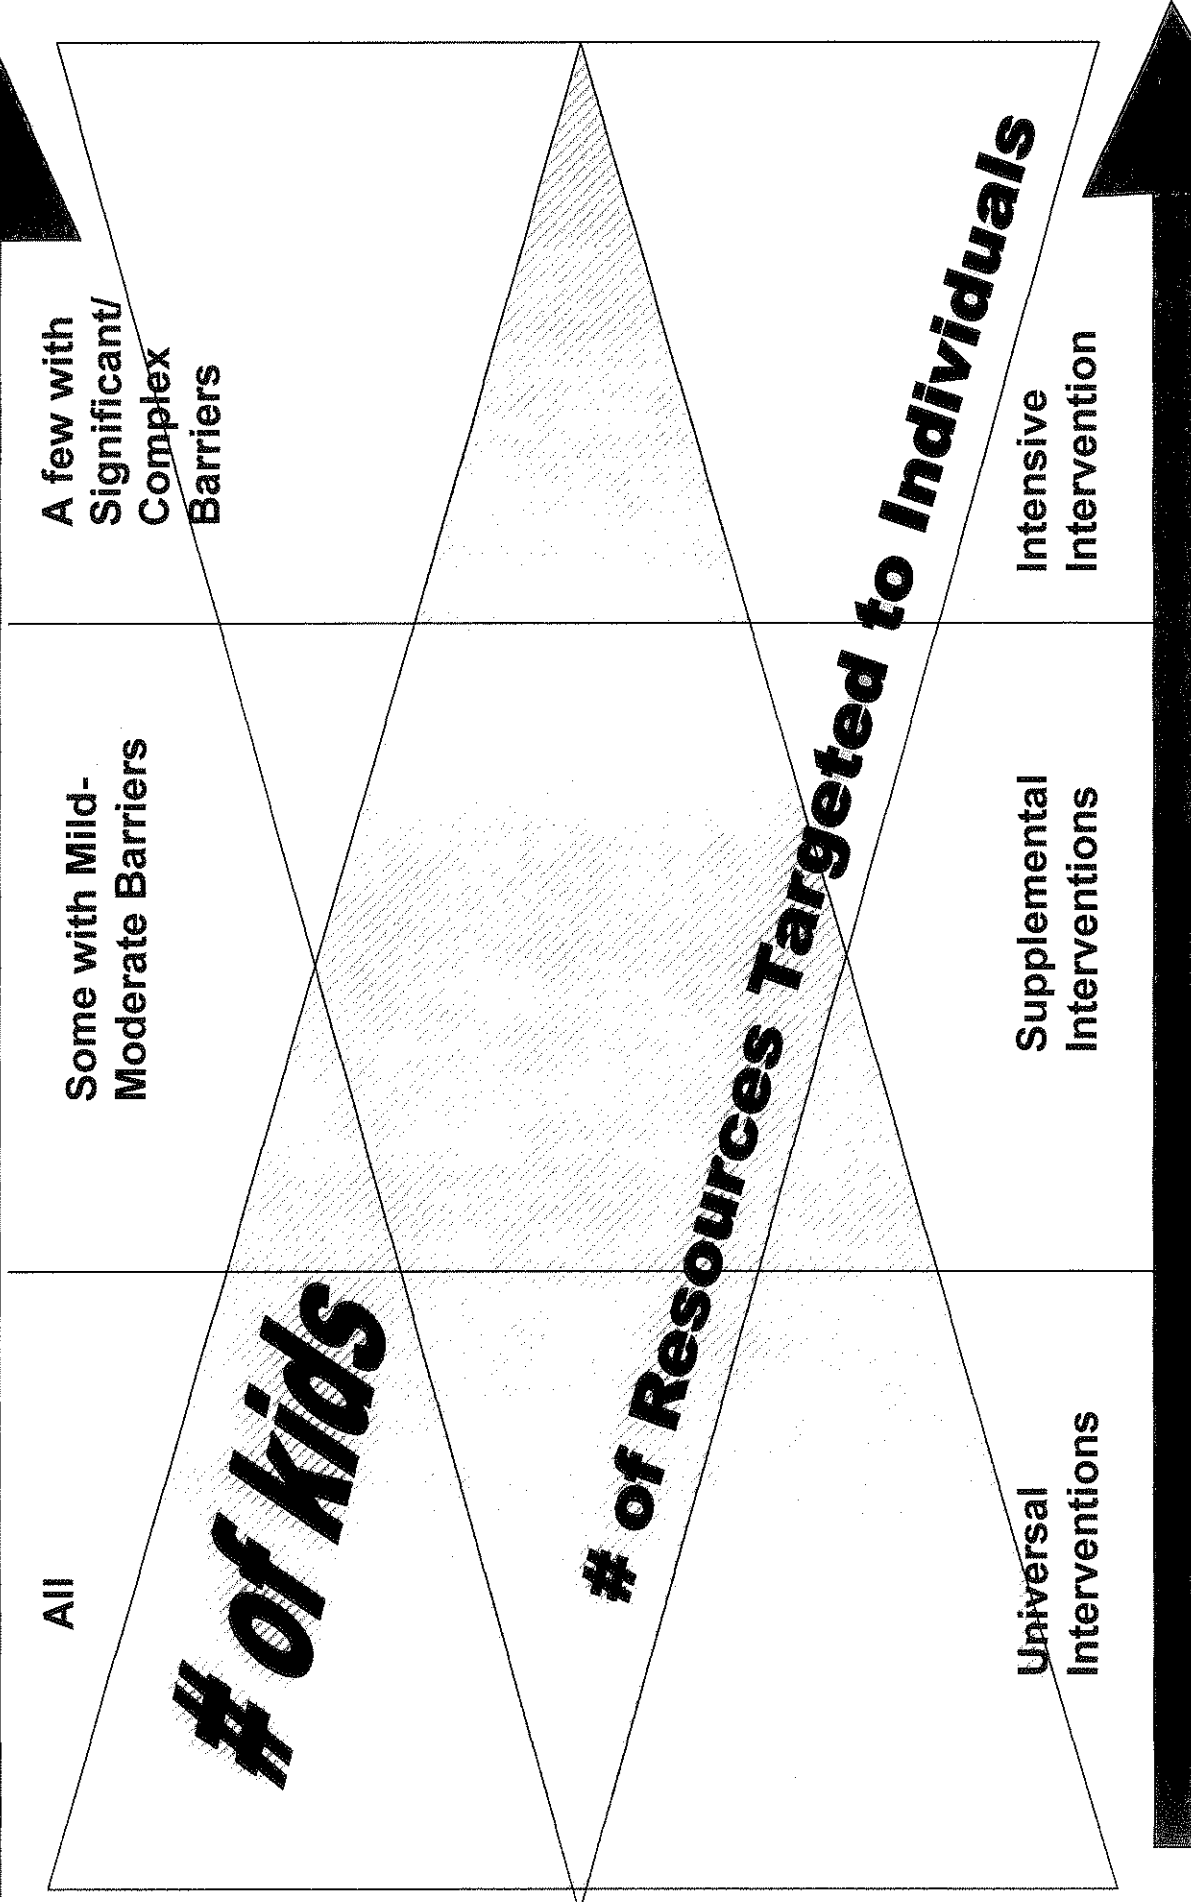 All
Some with Mild-
Moderate Barriers
A few with
Significant/
Complex
Barriers
# of kids
# of Resources Targeted to Individuals
Universal
Interventions
Supplemental
Interventions
Intensive
Intervention